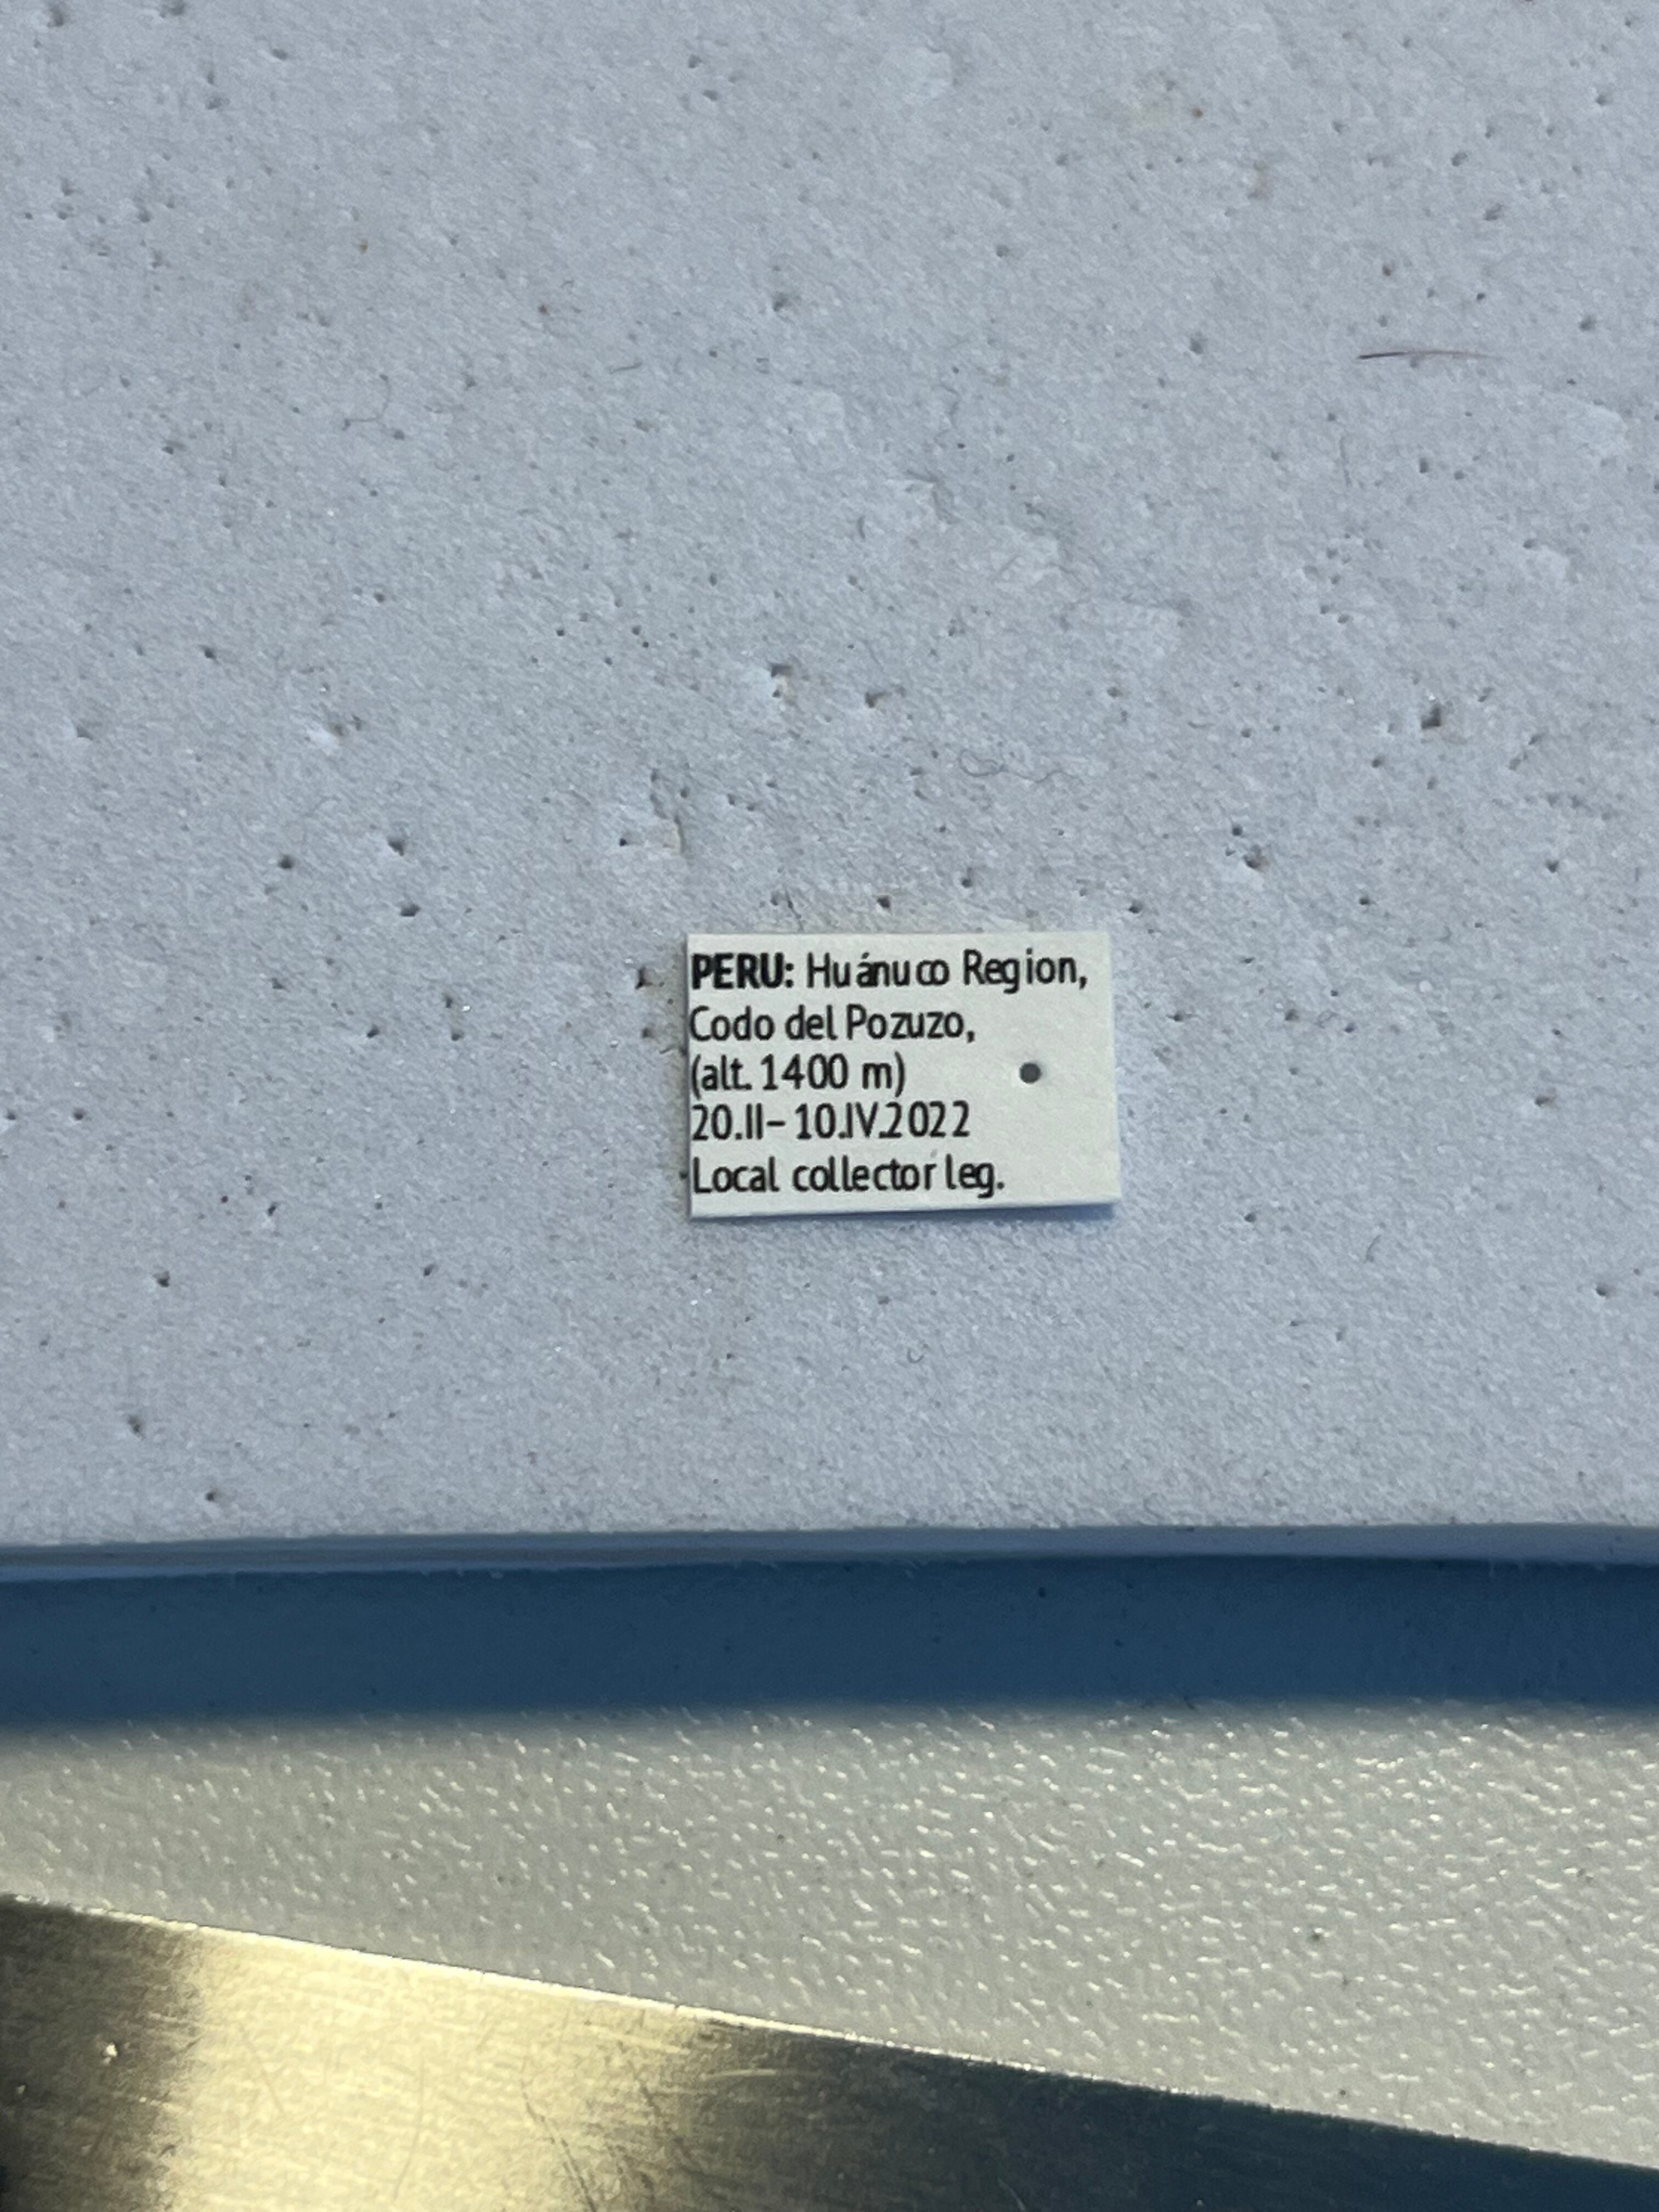 PERU: Huánuco Region,
Codo del Pozuzo,
(alt. 1400 m)
20.II– 10.IV.2022
Local collector leg.